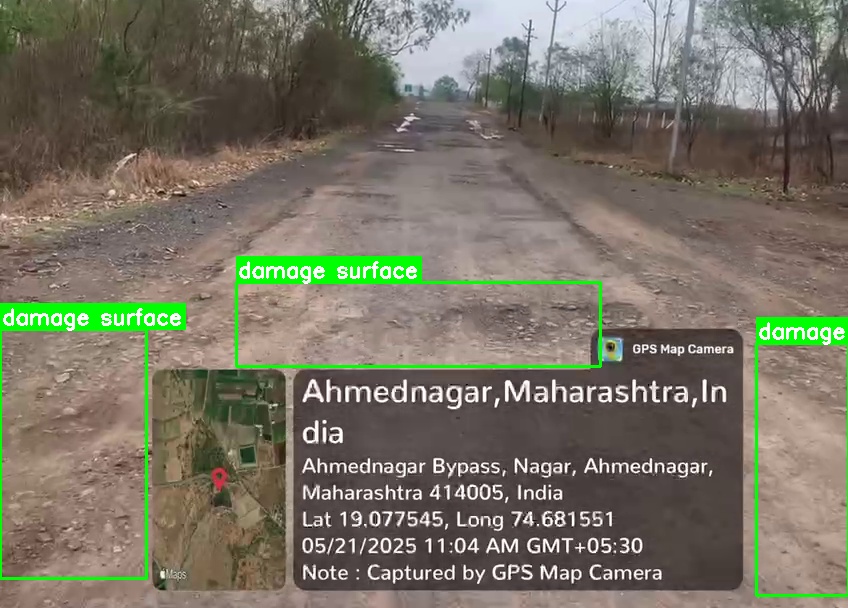 damage surface
damage surface
damage
GPS Map Camera
Ahmednagar,Maharashtra,In
dia
Ahmednagar Bypass, Nagar, Ahmednagar,
Maharashtra 414005, India
Lat 19.077545, Long 74.681551
05/21/2025 11:04 AM GMT+05:30
Note : Captured by GPS Map Camera
Maps